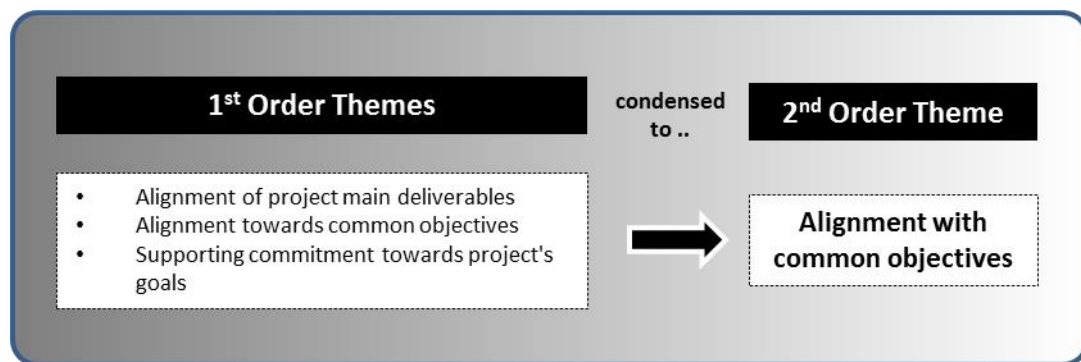 1st Order Themes
condensed
to ..
2nd Order Theme
• Alignment of project main deliverables
• Alignment towards common objectives
• Supporting commitment towards project's
goals
Alignment with
common objectives